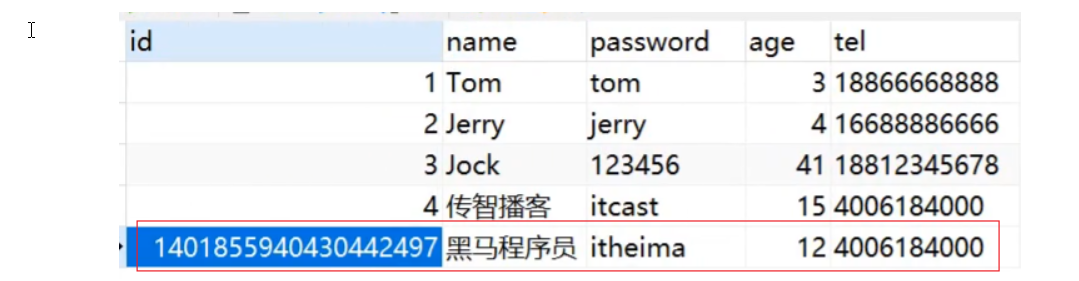 id name password age tel
1 Tom tom 3 18866668888
2 Jerry jerry 4 16688886666
3 Jock 123456 41 18812345678
4 传智播客 itcast 15 4006184000
1401855940430442497 黑马程序员 itheima 12 4006184000